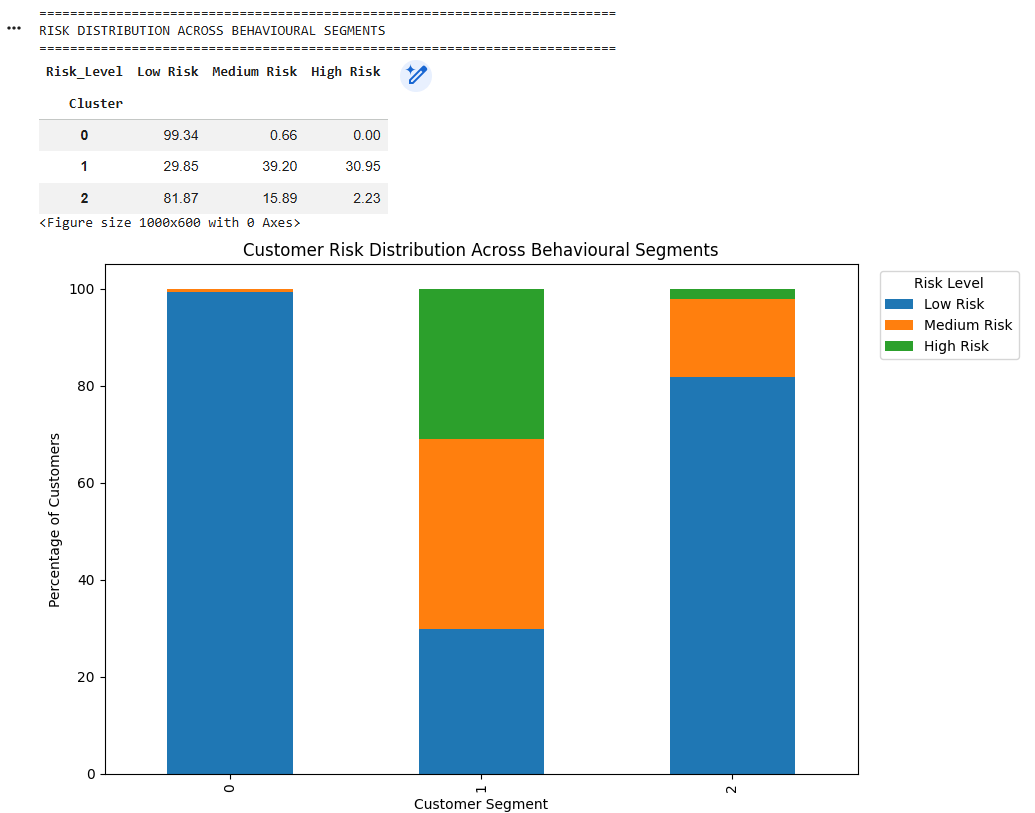 ===========================================================================
RISK DISTRIBUTION ACROSS BEHAVIOURAL SEGMENTS
===========================================================================
Risk_Level Low Risk Medium Risk High Risk
Cluster
0 99.34 0.66 0.00
1 29.85 39.20 30.95
2 81.87 15.89 2.23
<Figure size 1000x600 with 0 Axes>
Customer Risk Distribution Across Behavioural Segments
Risk Level
Low Risk
Medium Risk
High Risk
Percentage of Customers
100
80
60
40
20
0
0 1 2
Customer Segment